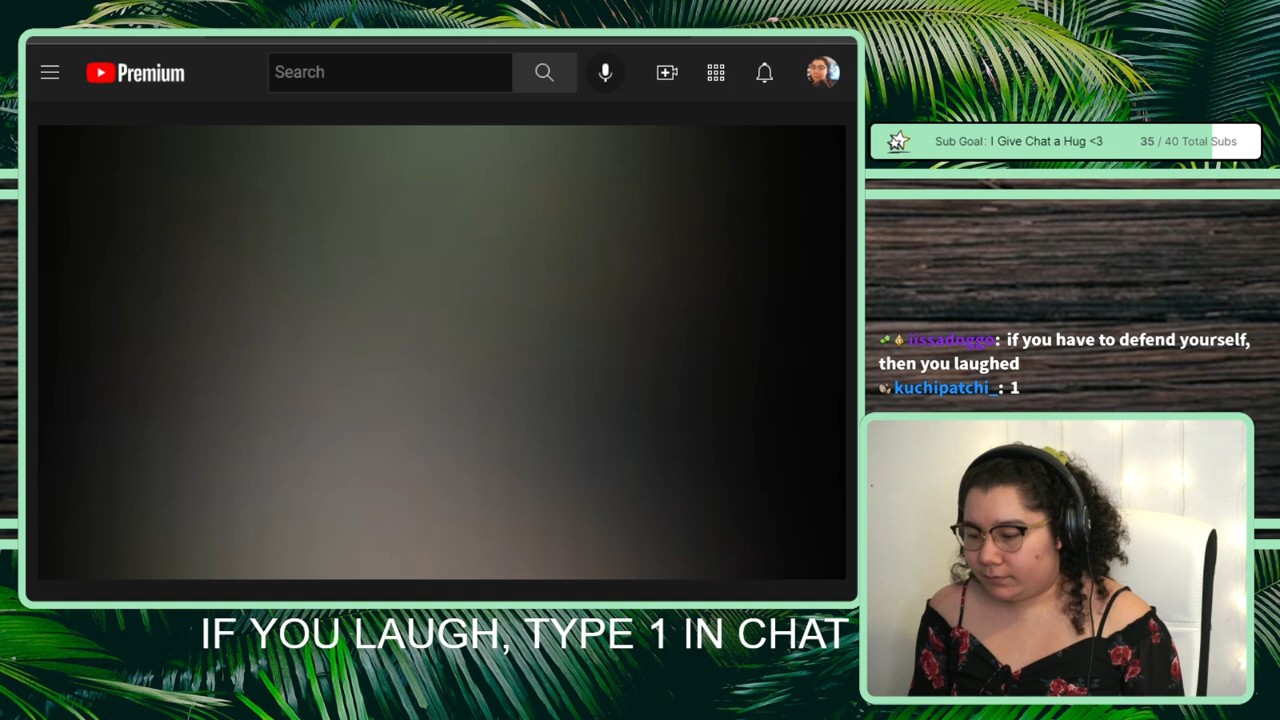 Premium
Search
Sub Goal: I Give Chat a Hug <3 35 / 40 Total Subs
iissadoggo: if you have to defend yourself,
then you laughed
kuchipatchi_: 1
IF YOU LAUGH, TYPE 1 IN CHAT